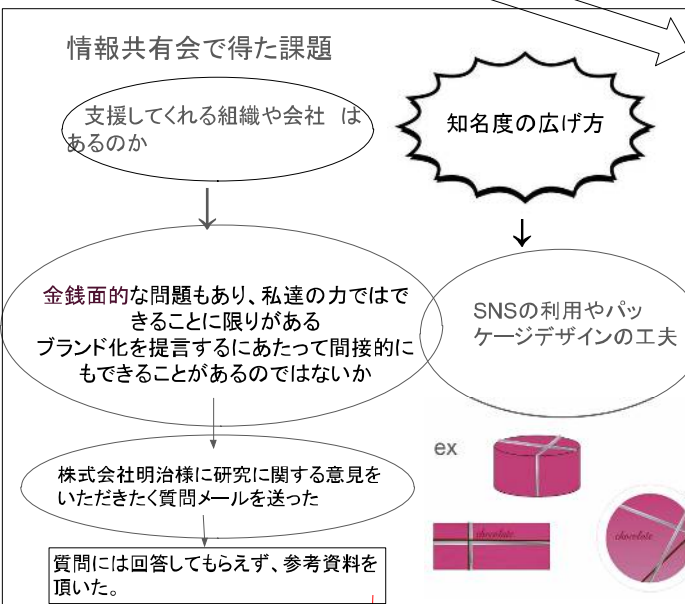 情報共有会で得た課題
支援してくれる組織や会社 は
あるのか
知名度の広げ方
金銭面的な問題もあり、私達の力ではで
きることに限りがある
ブランド化を提言するにあたって間接的に
もできることがあるのではないか
SNSの利用やパッ
ケージデザインの工夫
株式会社明治様に研究に関する意見を
いただきたく質問メールを送った
質問には回答してもらえず、参考資料を
頂いた。
ex
chocolate
chocolate